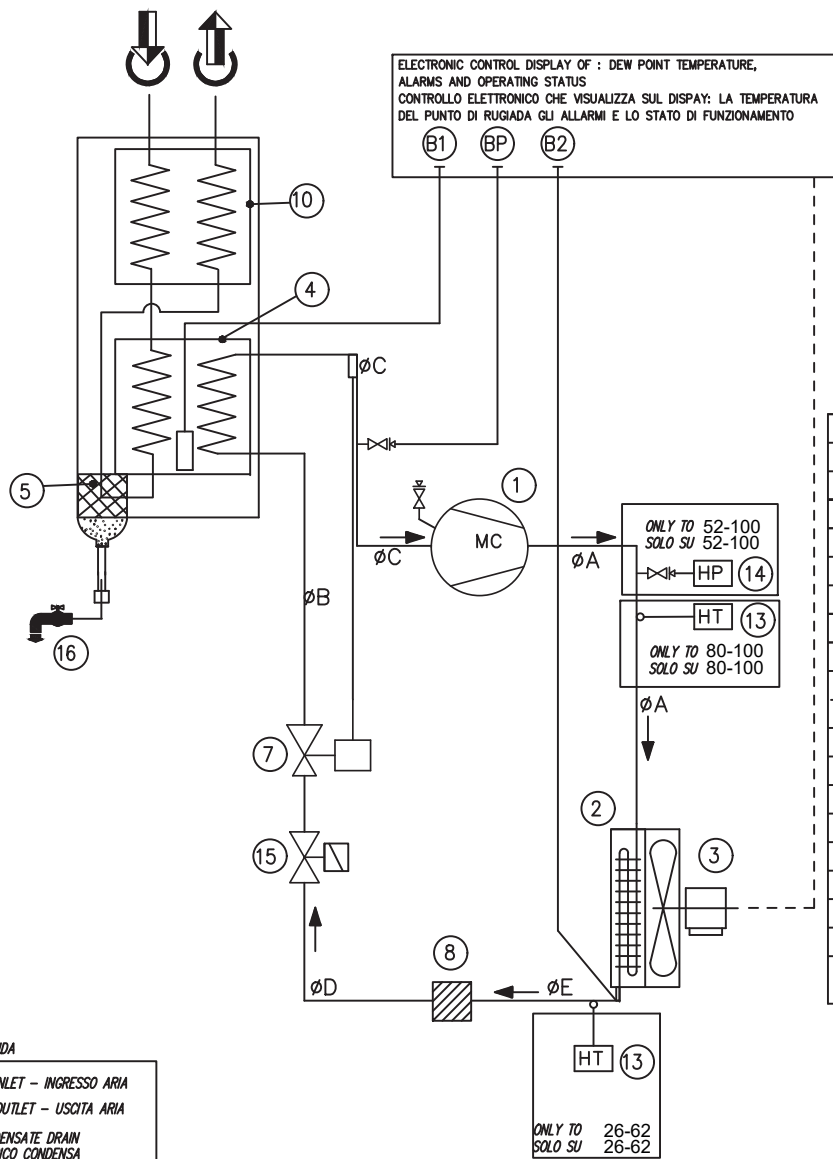 ELECTRONIC CONTROL DISPLAY OF : DEW POINT TEMPERATURE,
ALARMS AND OPERATING STATUS
CONTROLLO ELETTRONICO CHE VISUALIZZA SUL DISPAY: LA TEMPERATURA
DEL PUNTO DI RUGIADA GLI ALLARMI E LO STATO DI FUNZIONAMENTO
B1 BP B2
10
4
øC
5
1
MC
øC
øA
ONLY TO 52-100
SOLO SU 52-100
HP 14
HT 13
ONLY TO 80-100
SOLO SU 80-100
øB
16
øA
7
2
15
3
8
øD
øE
HT 13
ONLY TO 26-62
SOLO SU 26-62
NDA
NLET – INGRESSO ARIA
OUTLET – USCITA ARIA
DENSATE DRAIN
RICO CONDENSA